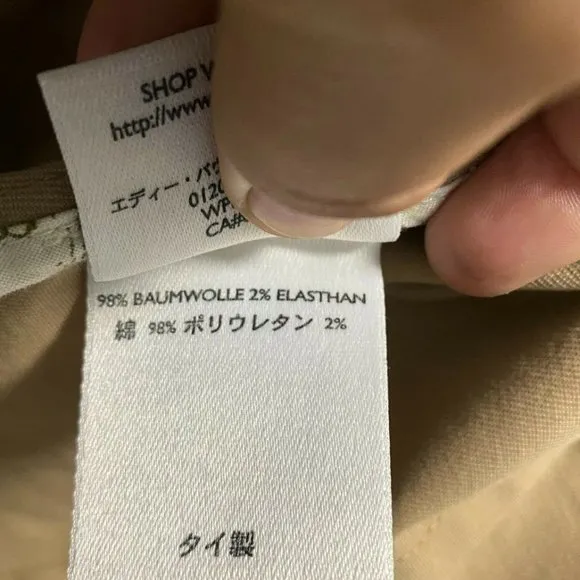 SHOP
http://www.
エディー・バウ
0120
WP
CA#
98% BAUMWOLLE 2% ELASTHAN
綿 98% ポリウレタン 2%
タイ製